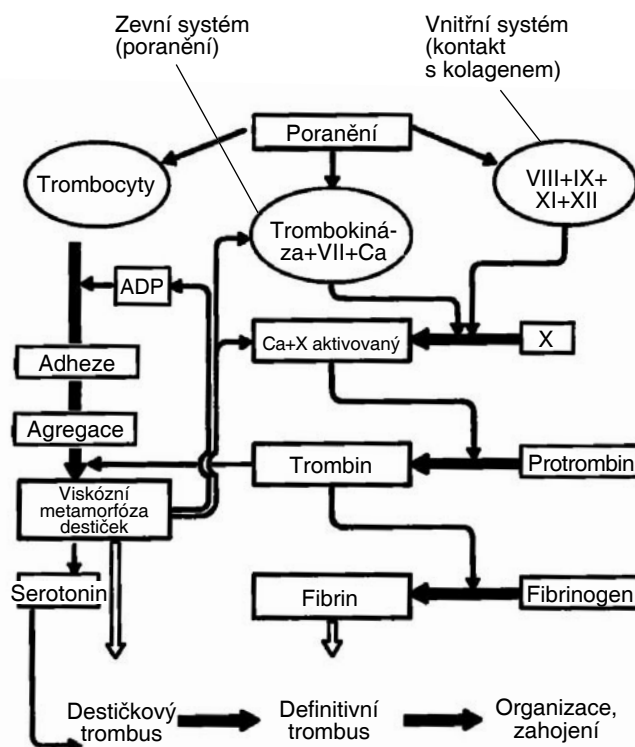 Zevní systém
(poranění)
Vnitřní systém
(kontakt
s kolagenem)
Poranění
Trombocyty
Trombokiná-
za+VII+Ca
VIII+IX+
XI+XII
ADP
Ca+X aktivovaný
X
Adheze
Agregace
Trombin
Protrombin
Viskózní
metamorfóza
destiček
Serotonin
Fibrin
Fibrinogen
Destičkový
trombus
Definitivní
trombus
Organizace,
zahojení